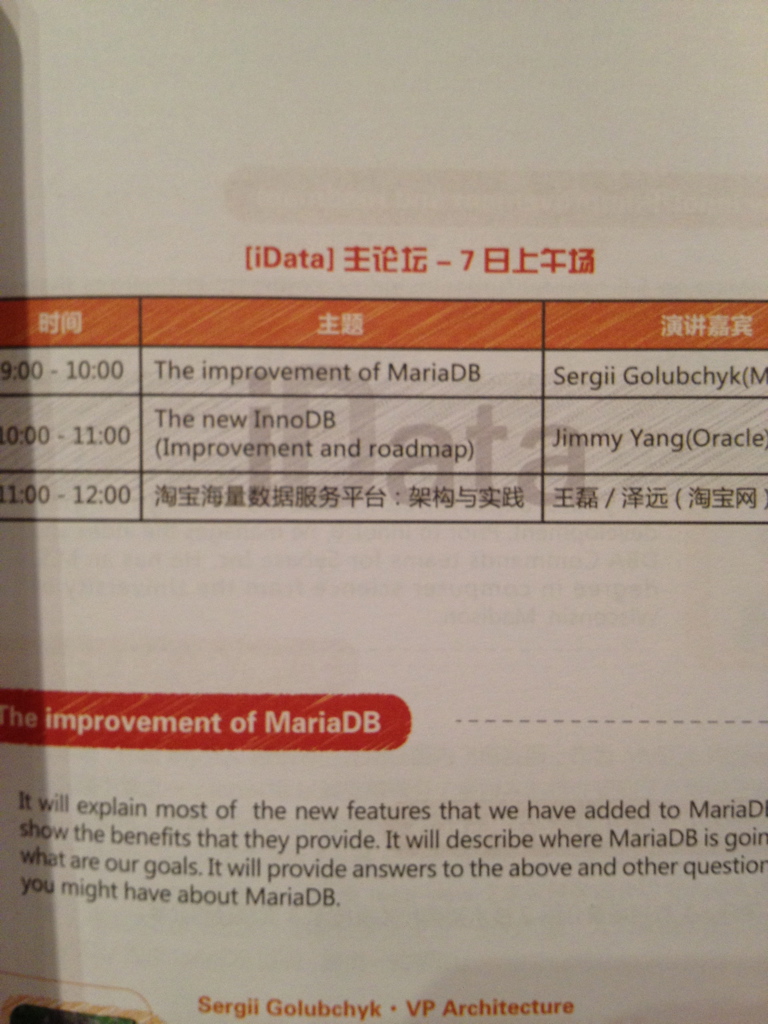 [iData] 主论坛 – 7 日上午场
时间 主题 演讲嘉宾
9:00 - 10:00 The improvement of MariaDB Sergii Golubchyk(M
10:00 - 11:00 The new InnoDB (Improvement and roadmap) Jimmy Yang(Oracle)
11:00 - 12:00 淘宝海量数据服务平台：架构与实践 王磊 / 泽远 ( 淘宝网 )
iData
The improvement of MariaDB
It will explain most of the new features that we have added to MariaDB
show the benefits that they provide. It will describe where MariaDB is goin
what are our goals. It will provide answers to the above and other question
you might have about MariaDB.
Sergii Golubchyk · VP Architecture